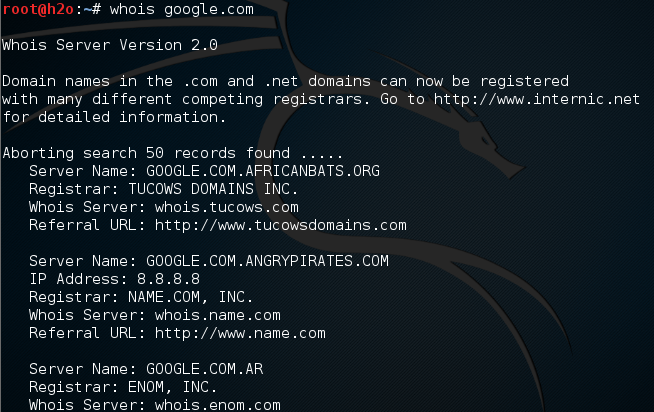 root@h2o:~# whois google.com
Whois Server Version 2.0
Domain names in the .com and .net domains can now be registered
with many different competing registrars. Go to http://www.internic.net
for detailed information.
Aborting search 50 records found .....
Server Name: GOOGLE.COM.AFRICANBATS.ORG
Registrar: TUCOWS DOMAINS INC.
Whois Server: whois.tucows.com
Referral URL: http://www.tucowsdomains.com
Server Name: GOOGLE.COM.ANGRYPIRATES.COM
IP Address: 8.8.8.8
Registrar: NAME.COM, INC.
Whois Server: whois.name.com
Referral URL: http://www.name.com
Server Name: GOOGLE.COM.AR
Registrar: ENOM, INC.
Whois Server: whois.enom.com